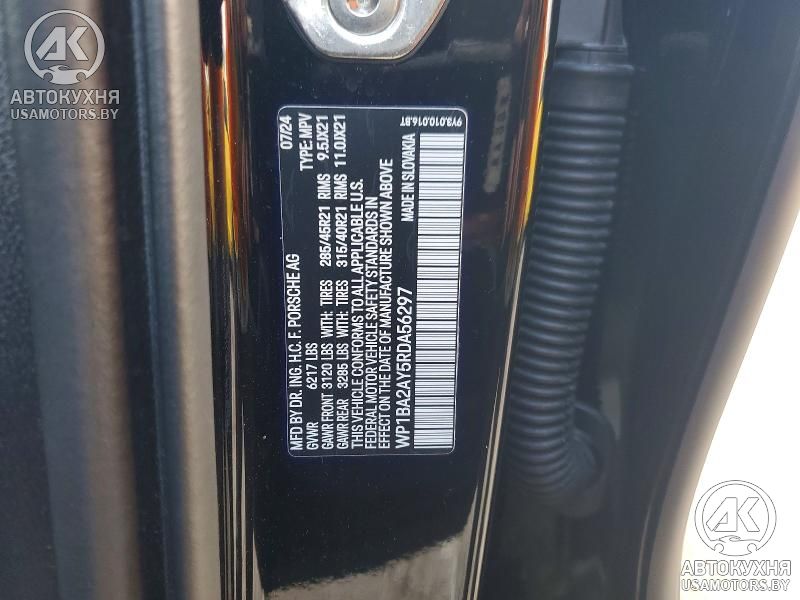 AK
АВТОКУХНЯ
USAMOTORS.BY
MFD BY DR. ING. H.C. F. PORSCHE AG 07/24
GVWR 6217 LBS TYPE: MPV
GAWR FRONT 3120 LBS WITH: TIRES 285/45R21 RIMS 9.5JX21
GAWR REAR 3285 LBS WITH: TIRES 315/40R21 RIMS 11.0JX21
THIS VEHICLE CONFORMS TO ALL APPLICABLE U.S.
FEDERAL MOTOR VEHICLE SAFETY STANDARDS IN
EFFECT ON THE DATE OF MANUFACTURE SHOWN ABOVE
WP1BA2AY5RDA56297 MADE IN SLOVAKIA
9Y3.010.016.BT
AK
АВТОКУХНЯ
USAMOTORS.BY